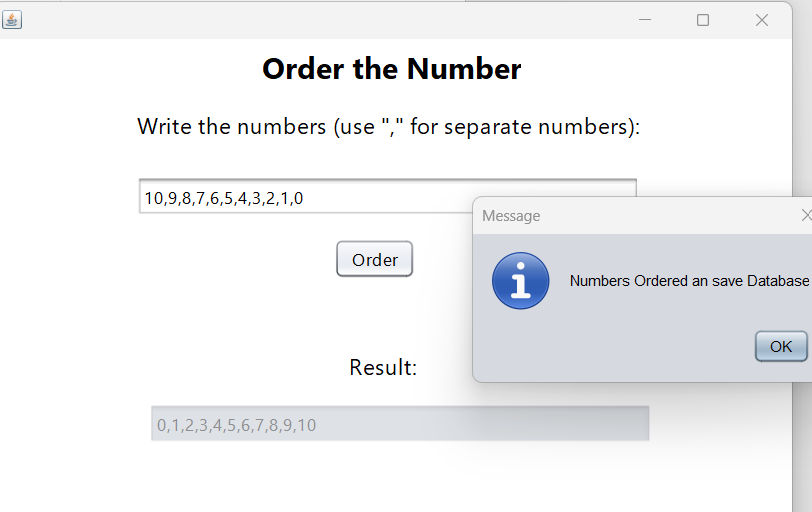 Order the Number
Write the numbers (use "," for separate numbers):
10,9,8,7,6,5,4,3,2,1,0
Message
Numbers Ordered an save Database
Order
OK
Result:
0,1,2,3,4,5,6,7,8,9,10